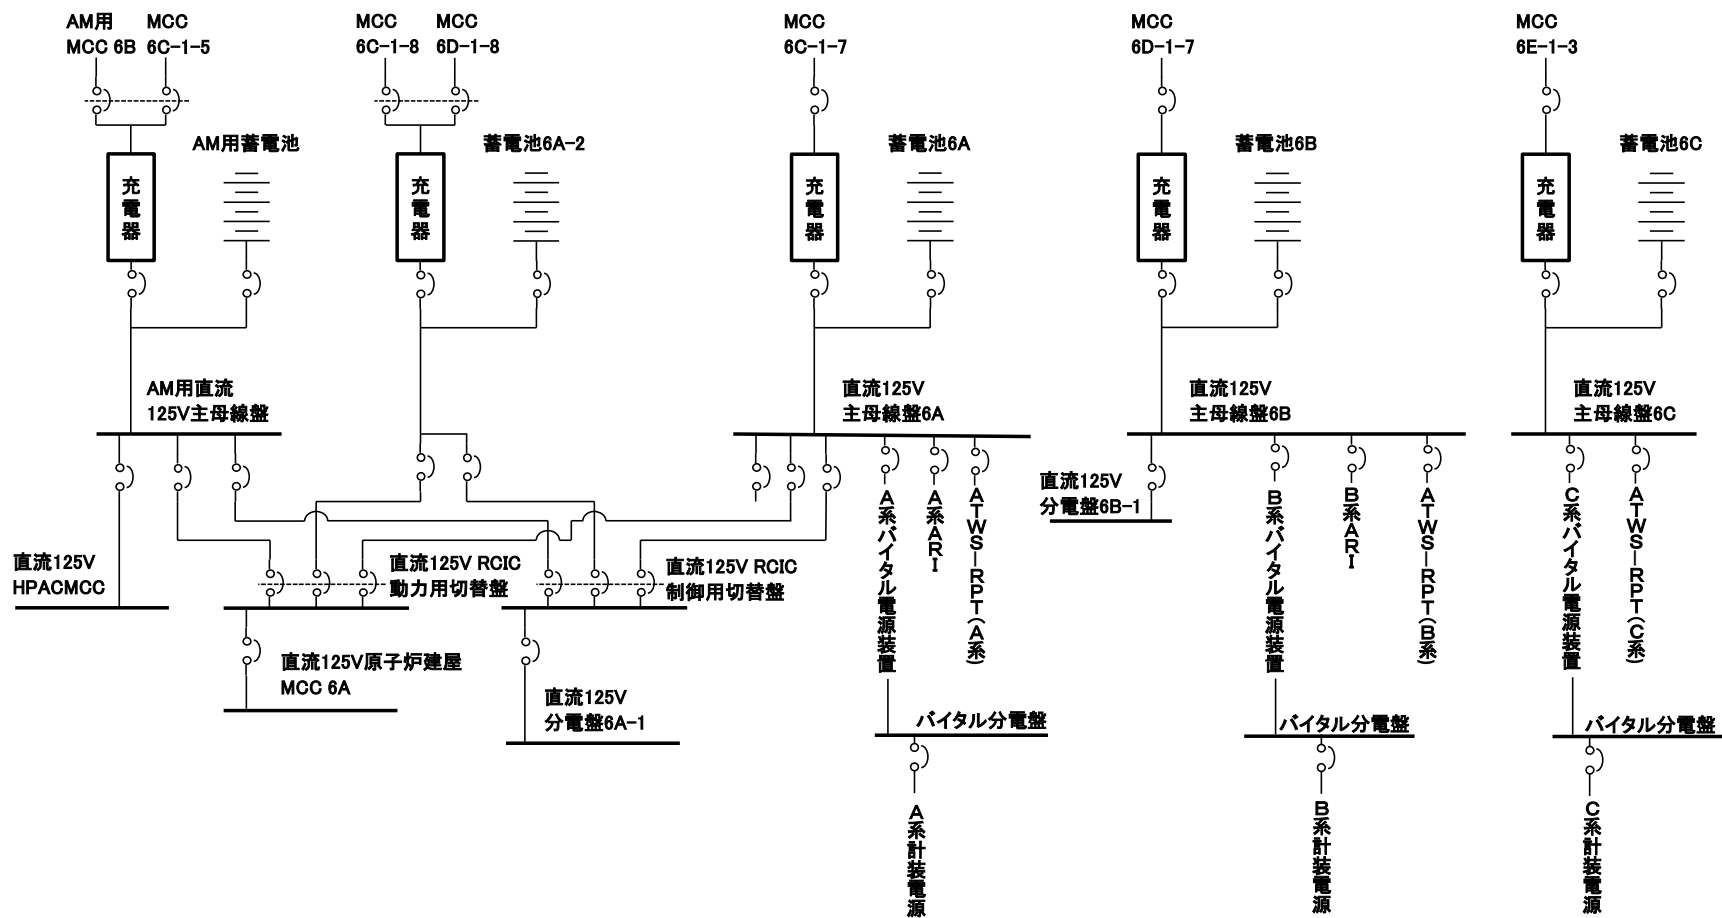 AM用
MCC 6B
MCC
6C-1-5
MCC
6C-1-8
MCC
6D-1-8
MCC
6C-1-7
MCC
6D-1-7
MCC
6E-1-3
AM用蓄電池
蓄電池6A-2
蓄電池6A
蓄電池6B
蓄電池6C
充電器
充電器
充電器
充電器
充電器
AM用直流
125V主母線盤
直流125V
主母線盤6A
直流125V
主母線盤6B
直流125V
主母線盤6C
直流125V
分電盤6B-1
直流125V
HPACMCC
直流125V RCIC
動力用切替盤
直流125V RCIC
制御用切替盤
A系バイタル電源装置
A系ARI
ATWS-RPT(A系)
B系バイタル電源装置
B系ARI
ATWS-RPT(B系)
C系バイタル電源装置
ATWS-RPT(C系)
直流125V原子炉建屋
MCC 6A
直流125V
分電盤6A-1
バイタル分電盤
バイタル分電盤
バイタル分電盤
A系計装電源
B系計装電源
C系計装電源